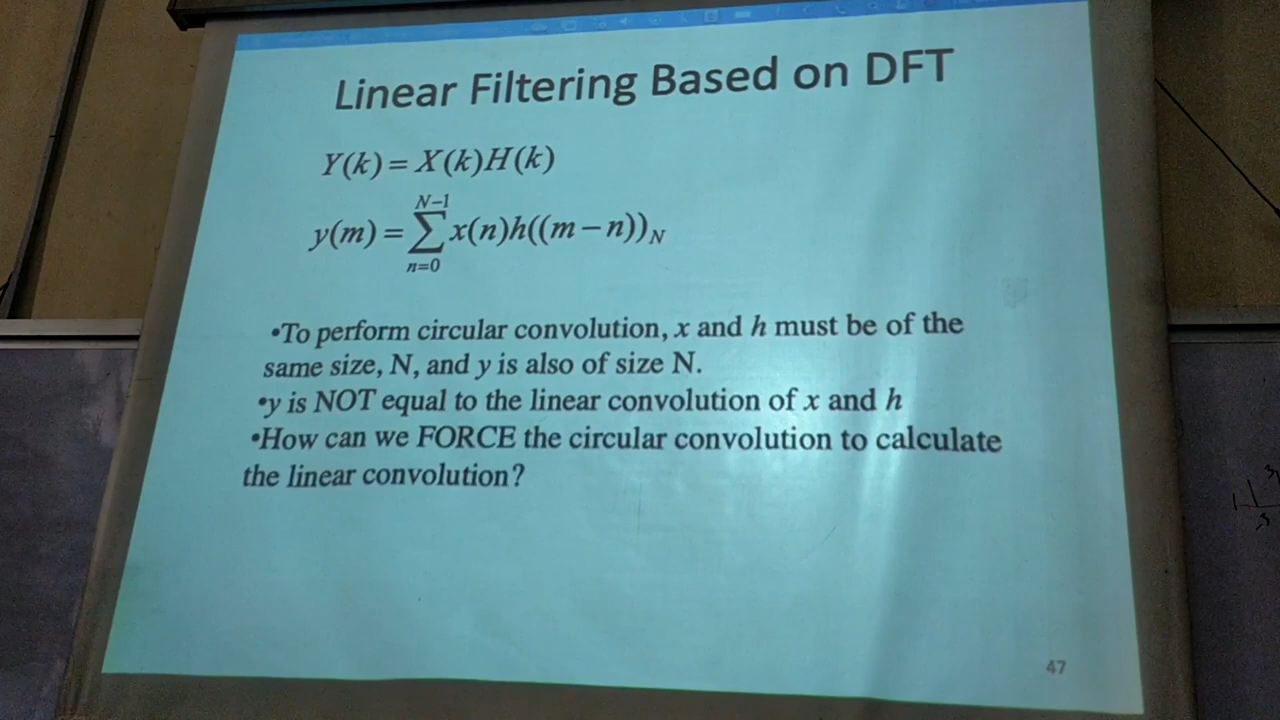 Linear Filtering Based on DFT
Y(k) = X(k)H(k)
y(m) = ∑_{n=0}^{N-1} x(n)h((m-n))_N
•To perform circular convolution, x and h must be of the
same size, N, and y is also of size N.
•y is NOT equal to the linear convolution of x and h
•How can we FORCE the circular convolution to calculate
the linear convolution?
47